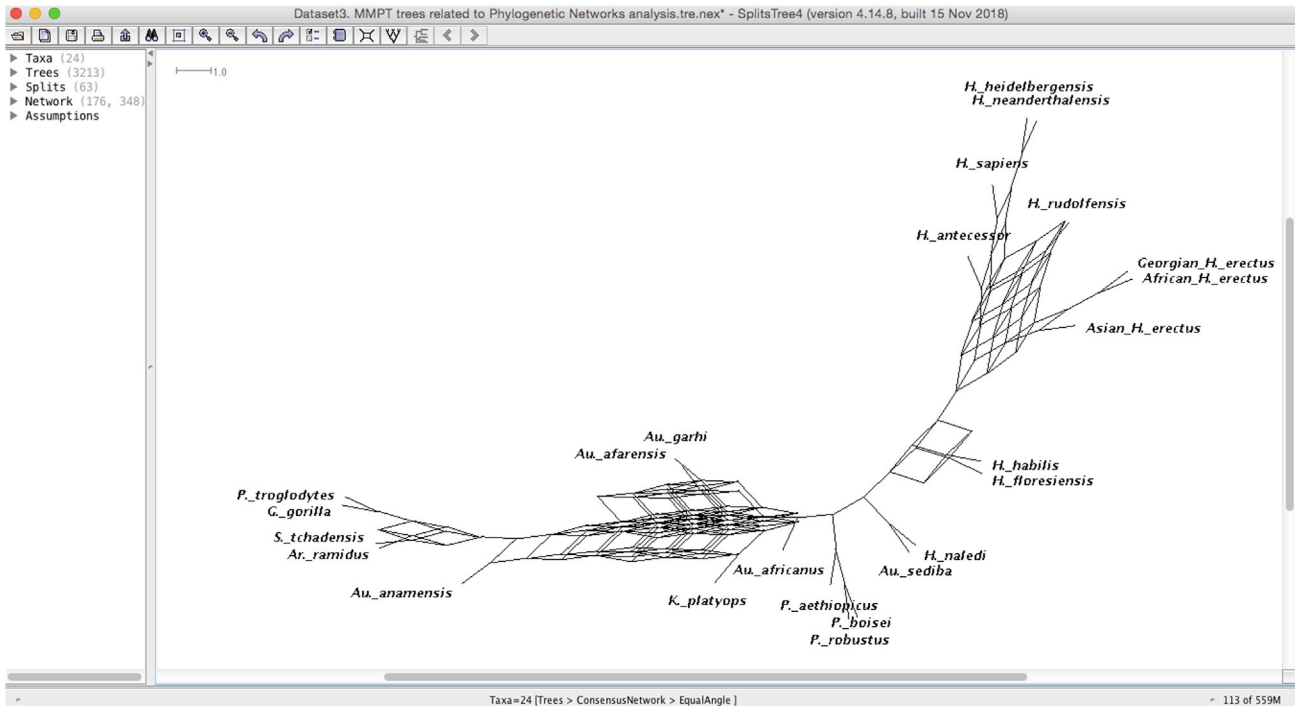 Dataset3. MMPT trees related to Phylogenetic Networks analysis.tre.nex* - SplitsTree4 (version 4.14.8, built 15 Nov 2018)
Taxa (24)
Trees (3213)
Splits (63)
Network (176, 348)
Assumptions
1.0
H._heidelbergensis
H._neanderthalensis
H._sapiens
H._rudolfensis
H._antecessor
Georgian_H._erectus
African_H._erectus
Asian_H._erectus
Au._garhi
Au._afarensis
H._habilis
H._floresiensis
P._troglodytes
G._gorilla
S._tchadensis
Ar._ramidus
H._naledi
Au._sediba
Au._africanus
Au._anamensis
K._platyops
P._aethiopicus
P._boisei
P._robustus
Taxa=24 [Trees > ConsensusNetwork > EqualAngle ]
113 of 559M